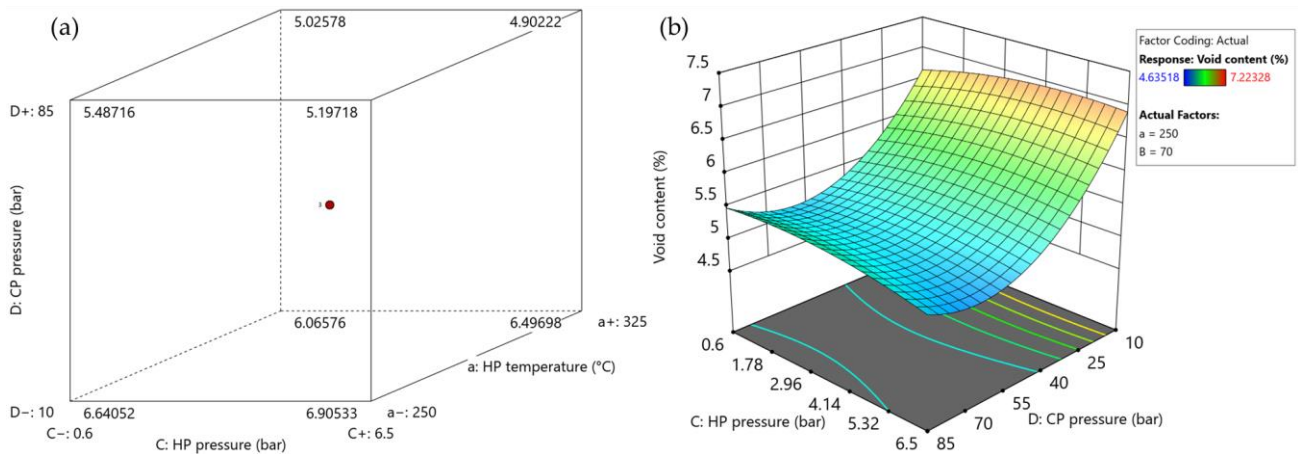 (a)
5.02578
4.90222
D+: 85
5.48716
5.19718
3
D: CP pressure (bar)
6.06576
6.49698
a+: 325
a: HP temperature (°C)
D−: 10
6.64052
6.90533
a−: 250
C−: 0.6
C+: 6.5
C: HP pressure (bar)
(b)
7.5
7
6.5
6
5.5
5
4.5
Void content (%)
0.6
1.78
2.96
4.14
5.32
6.5
C: HP pressure (bar)
10
25
40
55
70
85
D: CP pressure (bar)
Factor Coding: Actual
Response: Void content (%)
4.63518 7.22328
Actual Factors:
a = 250
B = 70